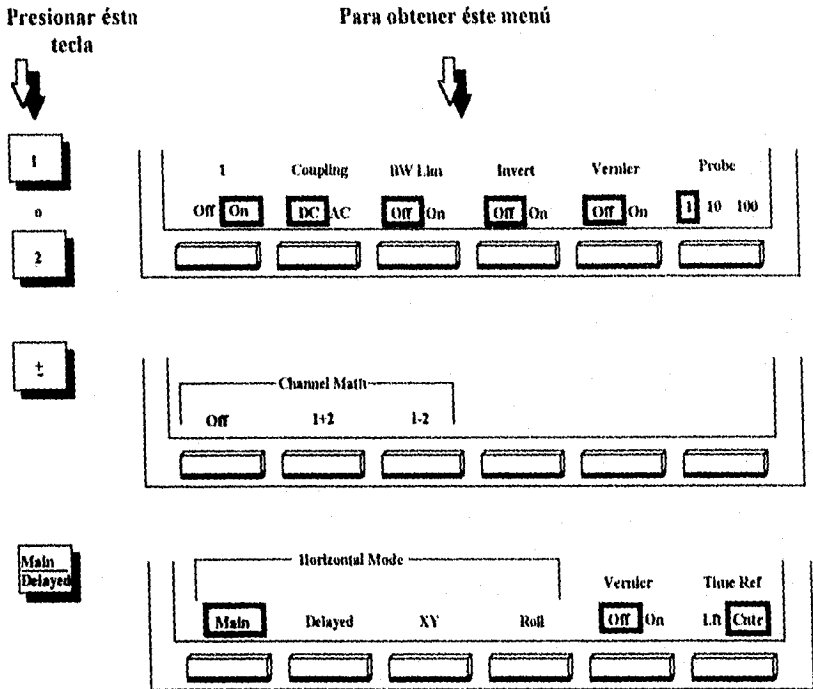 Presionar ésta
tecla
Para obtener éste menú
1
o
2
1
Coupling
BW Lim
Invert
Vernier
Probe
Off On
DC AC
Off On
Off On
Off On
1 10 100
±
Channel Math
Off
1+2
1-2
Main
Delayed
Horizontal Mode
Main
Delayed
XY
Roll
Vernier
Off On
Time Ref
Lft Cntr